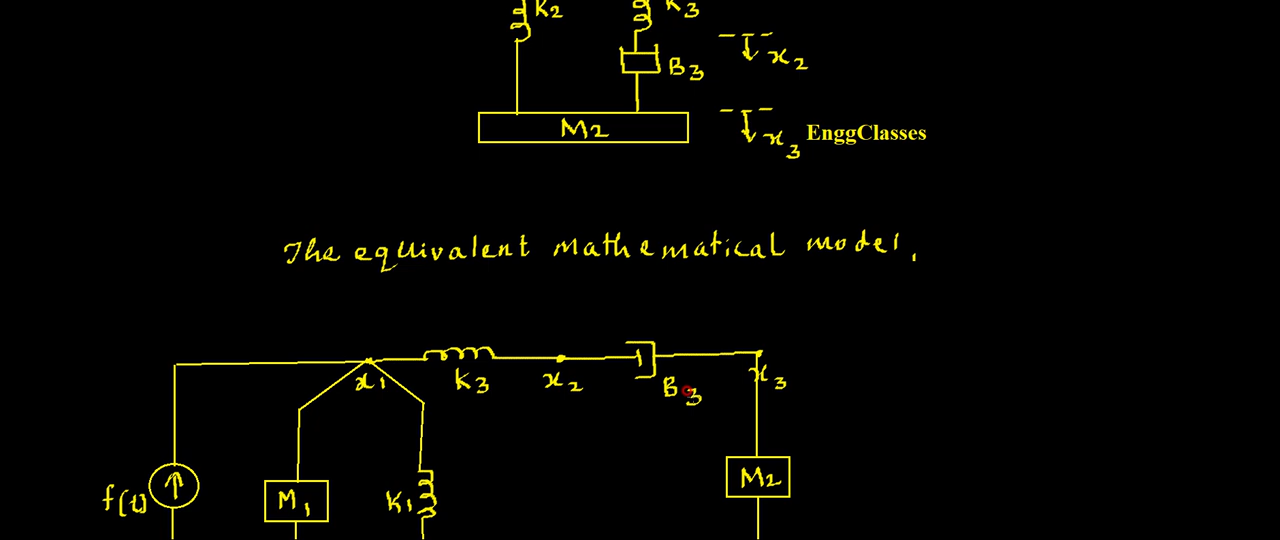 K2 K3
B3 x2
M2 x3 EnggClasses
The equivalent mathematical model.
x1 K3 x2 B3 x3
f(t) M1 K1 M2